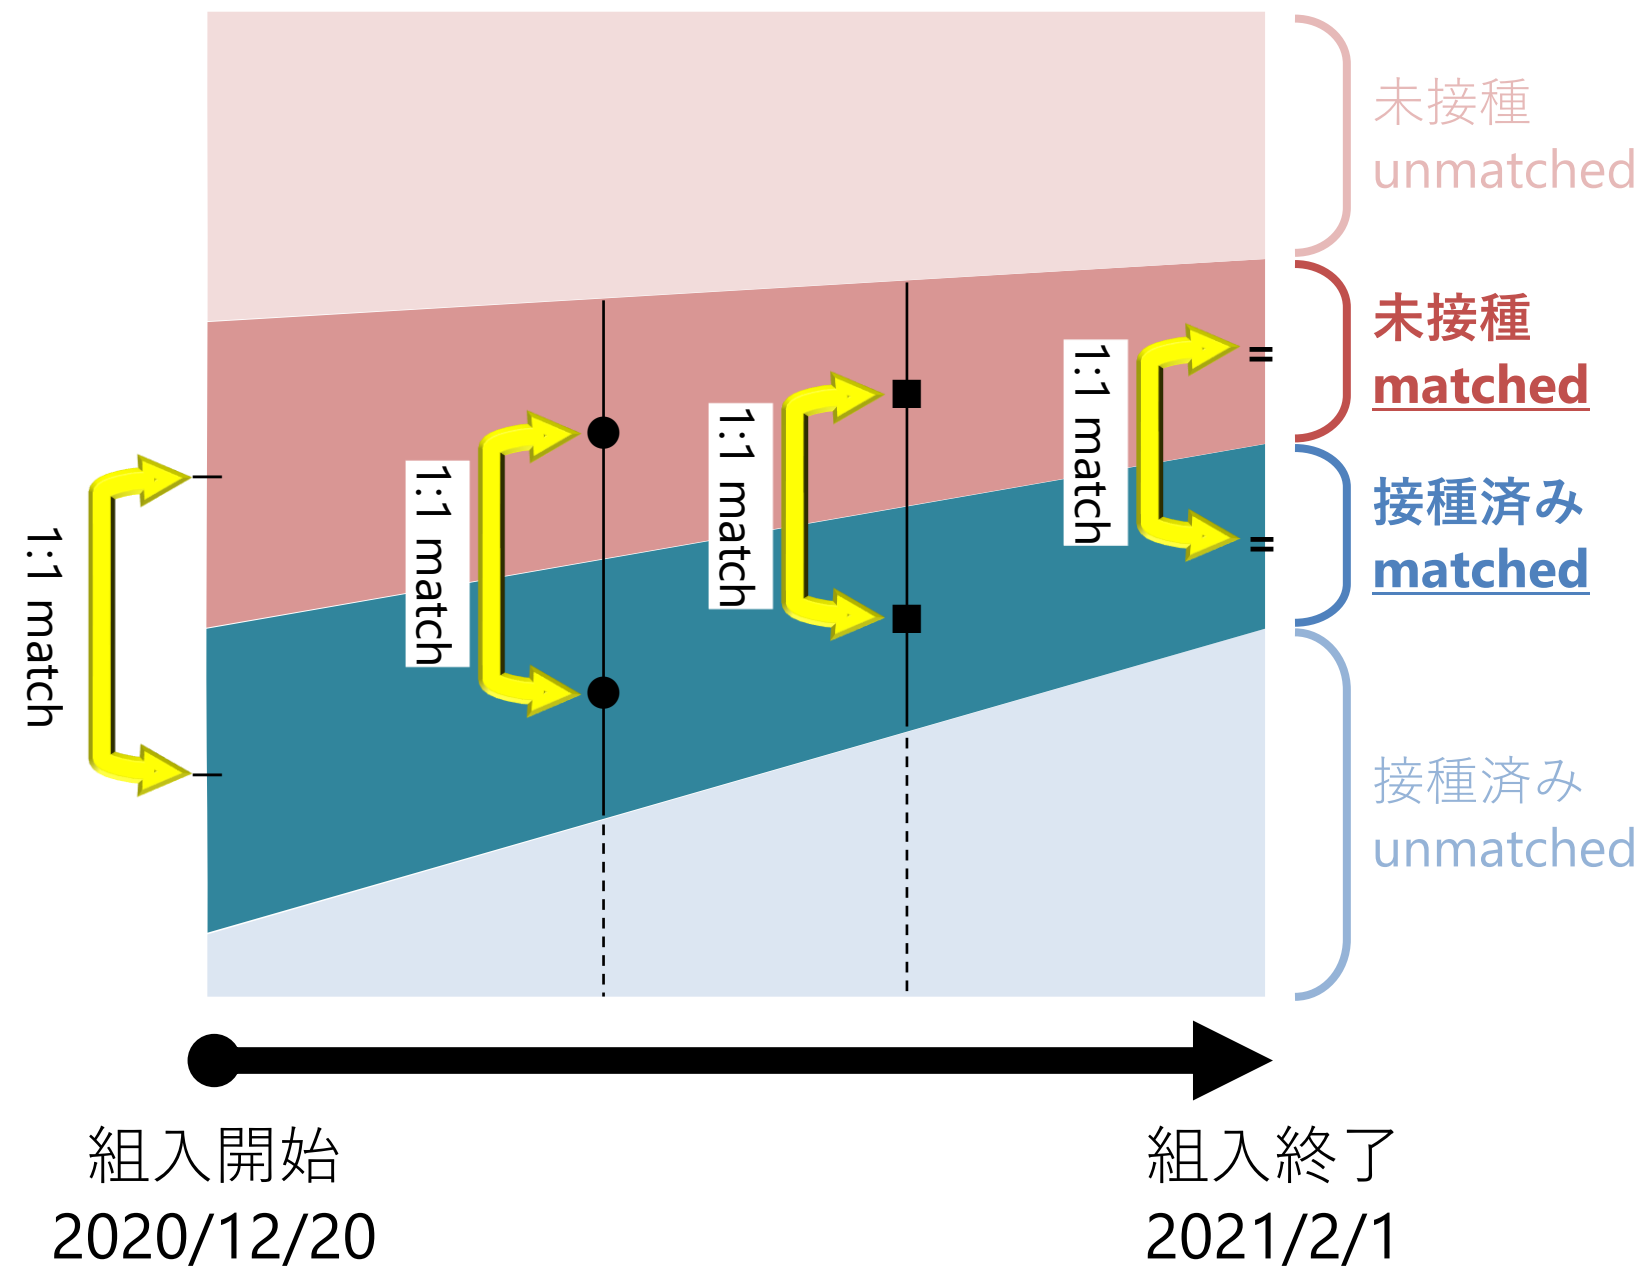 未接種
unmatched
未接種
matched
接種済み
matched
接種済み
unmatched
1:1 match
1:1 match
1:1 match
1:1 match
組入開始
2020/12/20
組入終了
2021/2/1